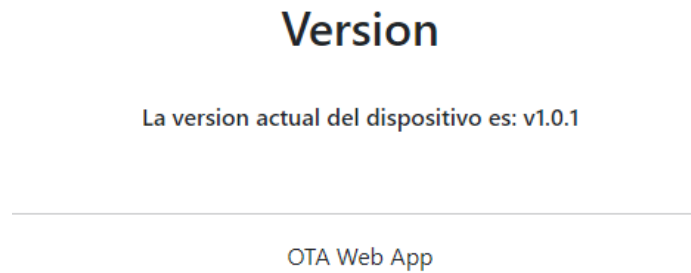 Version
La version actual del dispositivo es: v1.0.1
OTA Web App